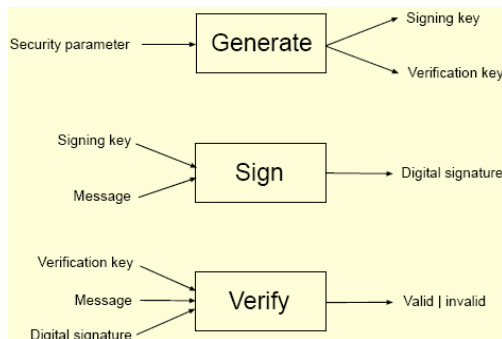 Security parameter
Generate
Signing key
Verification key
Signing key
Message
Sign
Digital signature
Verification key
Message
Digital signature
Verify
Valid | invalid